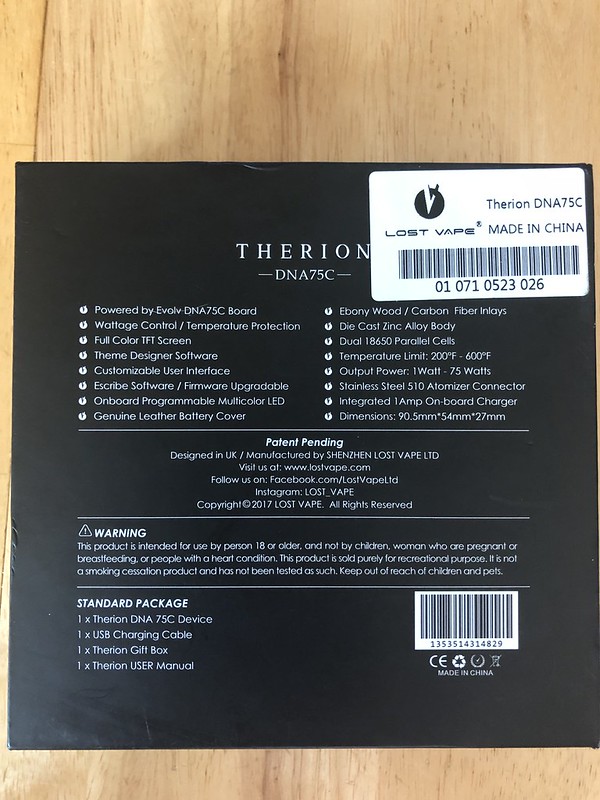 Therion DNA75C
LOST VAPE® MADE IN CHINA
01 071 0523 026
THERION
—DNA75C—
Powered by Evolv DNA75C Board
Wattage Control / Temperature Protection
Full Color TFT Screen
Theme Designer Software
Customizable User Interface
Escribe Software / Firmware Upgradable
Onboard Programmable Multicolor LED
Genuine Leather Battery Cover
Ebony Wood / Carbon Fiber Inlays
Die Cast Zinc Alloy Body
Dual 18650 Parallel Cells
Temperature Limit: 200°F - 600°F
Output Power: 1Watt - 75 Watts
Stainless Steel 510 Atomizer Connector
Integrated 1Amp On-board Charger
Dimensions: 90.5mm*54mm*27mm
Patent Pending
Designed in UK / Manufactured by SHENZHEN LOST VAPE LTD
Visit us at: www.lostvape.com
Follow us on: Facebook.com/LostVapeLtd
Instagram: LOST_VAPE
Copyright©2017 LOST VAPE. All Rights Reserved
WARNING
This product is intended for use by person 18 or older, and not by children, woman who are pregnant or
breastfeeding, or people with a heart condition. This product is sold purely for recreational purpose. It is not
a smoking cessation product and has not been tested as such. Keep out of reach of children and pets.
STANDARD PACKAGE
1 x Therion DNA 75C Device
1 x USB Charging Cable
1 x Therion Gift Box
1 x Therion USER Manual
1353514314829
CE
MADE IN CHINA